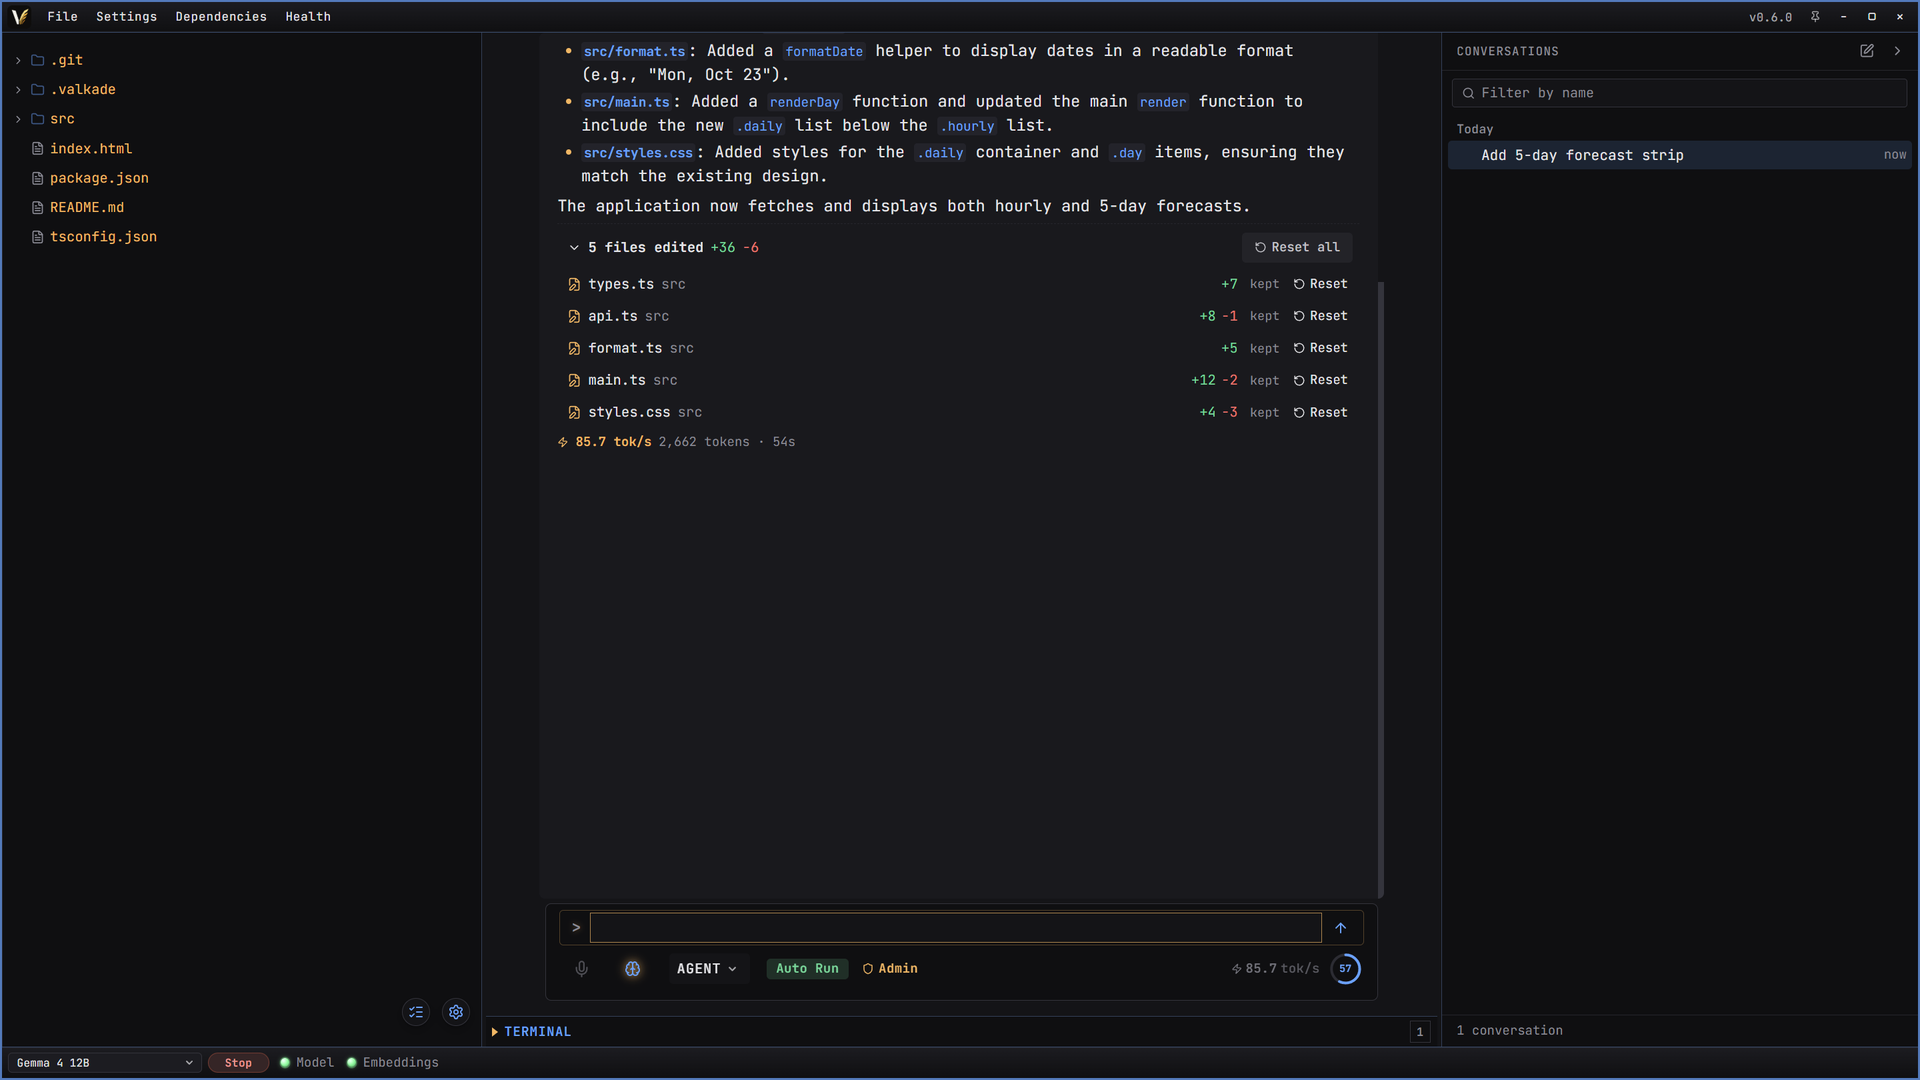 File Settings Dependencies Health
v0.6.0
.git
.valkade
src
index.html
package.json
README.md
tsconfig.json
src/format.ts: Added a formatDate helper to display dates in a readable format
(e.g., "Mon, Oct 23").
src/main.ts: Added a renderDay function and updated the main render function to
include the new .daily list below the .hourly list.
src/styles.css: Added styles for the .daily container and .day items, ensuring they
match the existing design.
The application now fetches and displays both hourly and 5-day forecasts.
5 files edited +36 -6
Reset all
types.ts src +7 kept Reset
api.ts src +8 -1 kept Reset
format.ts src +5 kept Reset
main.ts src +12 -2 kept Reset
styles.css src +4 -3 kept Reset
85.7 tok/s 2,662 tokens · 54s
>
AGENT Auto Run Admin
85.7 tok/s 57
TERMINAL
1
CONVERSATIONS
Filter by name
Today
Add 5-day forecast strip now
1 conversation
Gemma 4 12B
Stop
Model
Embeddings